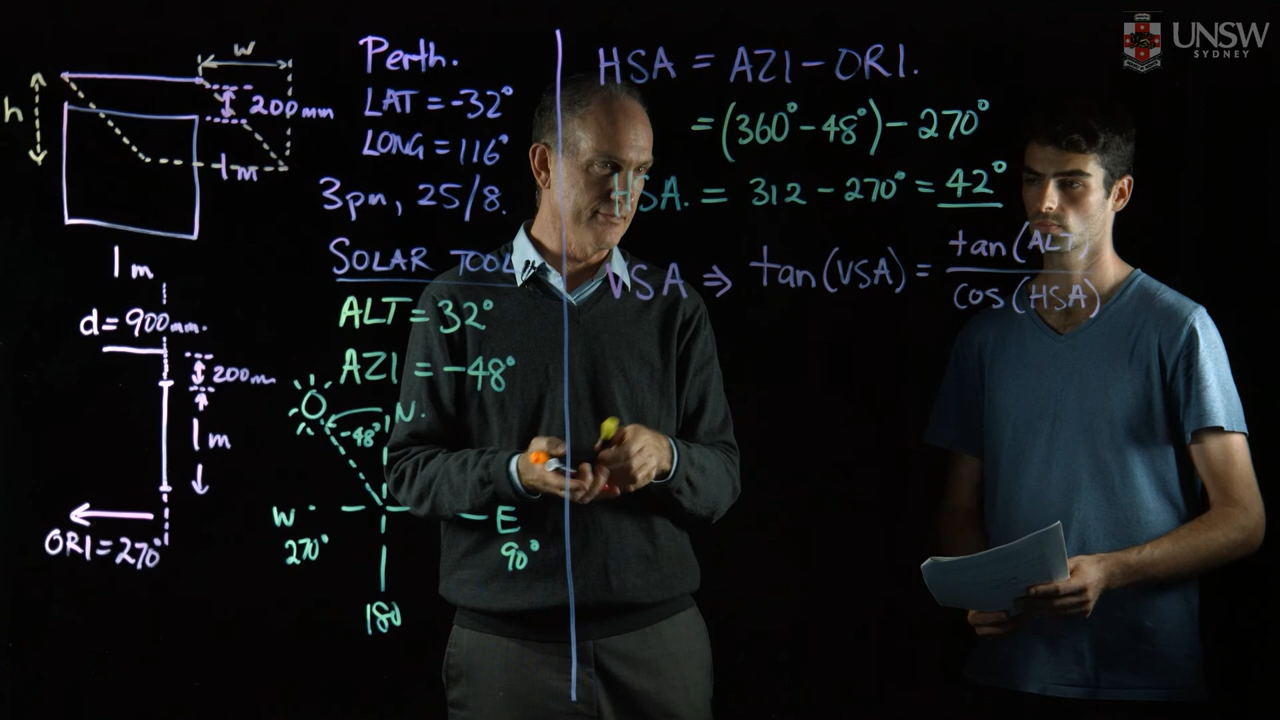 UNSW
SYDNEY
w
h
200mm
1m
1m
d=900mm.
200mm
1m
ORI=270°
Perth.
LAT=-32°
LONG=116°
3pm, 25/8.
SOLAR TOOL
ALT=32°
AZI=-48°
N.
-48°
W
270°
E
90°
180
HSA = AZI-ORI.
=(360°-48°)-270°
HSA. = 312-270°=42°
VSA ⇒ tan(VSA)=tan(ALT)/cos(HSA)